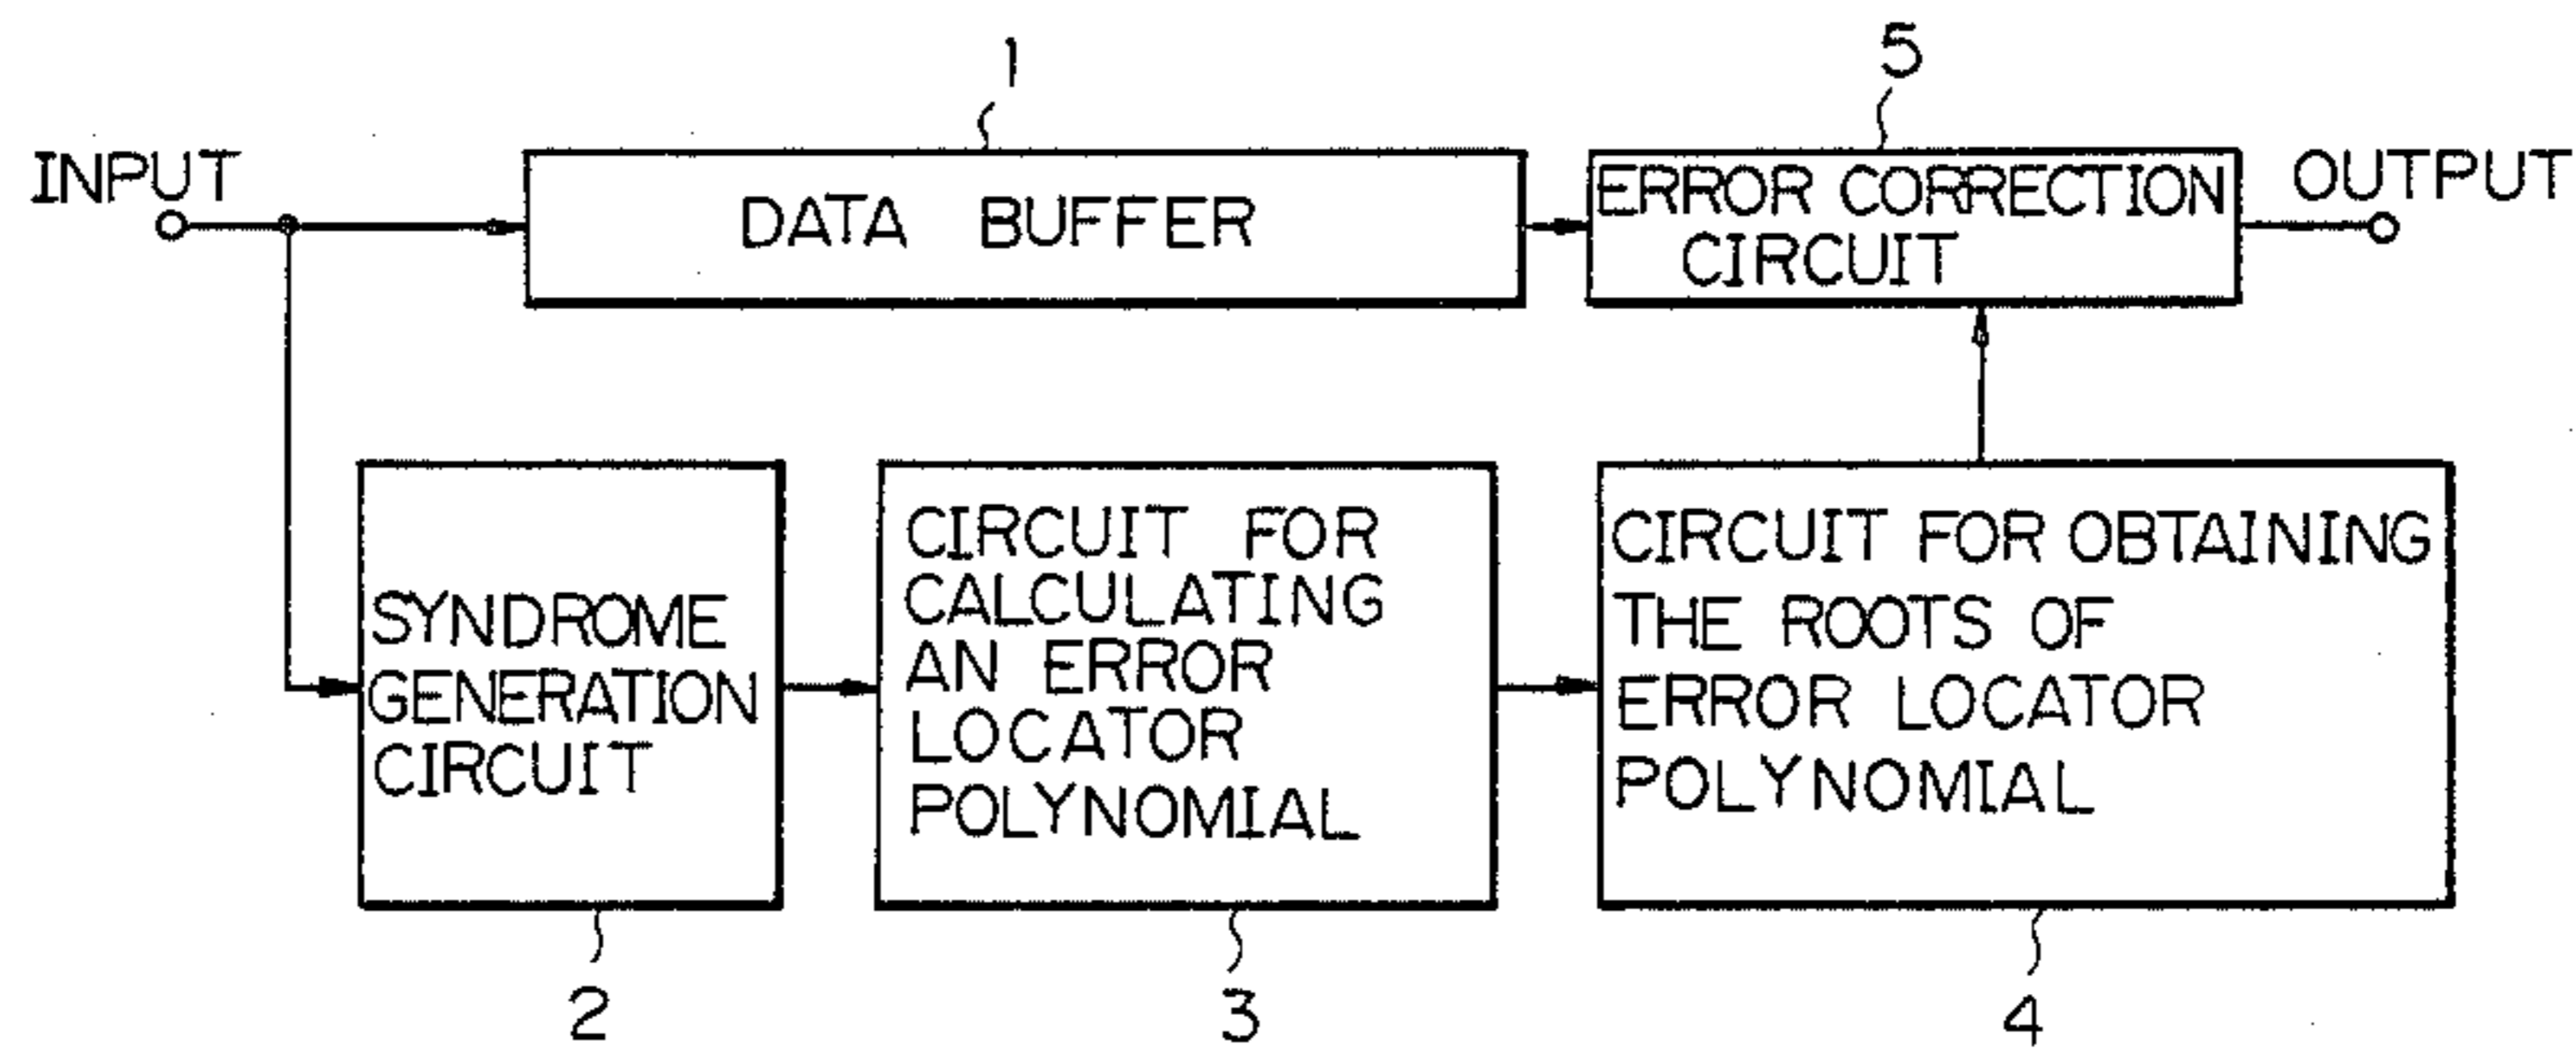 1
5
INPUT
DATA BUFFER
ERROR CORRECTION
CIRCUIT
OUTPUT
SYNDROME
GENERATION
CIRCUIT
CIRCUIT FOR
CALCULATING
AN ERROR
LOCATOR
POLYNOMIAL
CIRCUIT FOR OBTAINING
THE ROOTS OF
ERROR LOCATOR
POLYNOMIAL
2
3
4